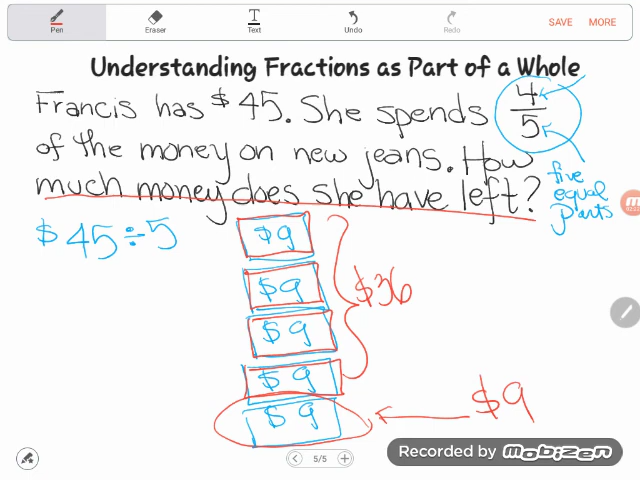 Pen
Eraser
Text
Undo
Redo
SAVE
MORE
Understanding Fractions as Part of a Whole
Francis has $45. She spends 4/5
of the money on new jeans. How
much money does she have left?
five
equal
parts
$45÷5
$9
$9
$9
$9
$9
$36
$9
Recorded by mobizen
5/5